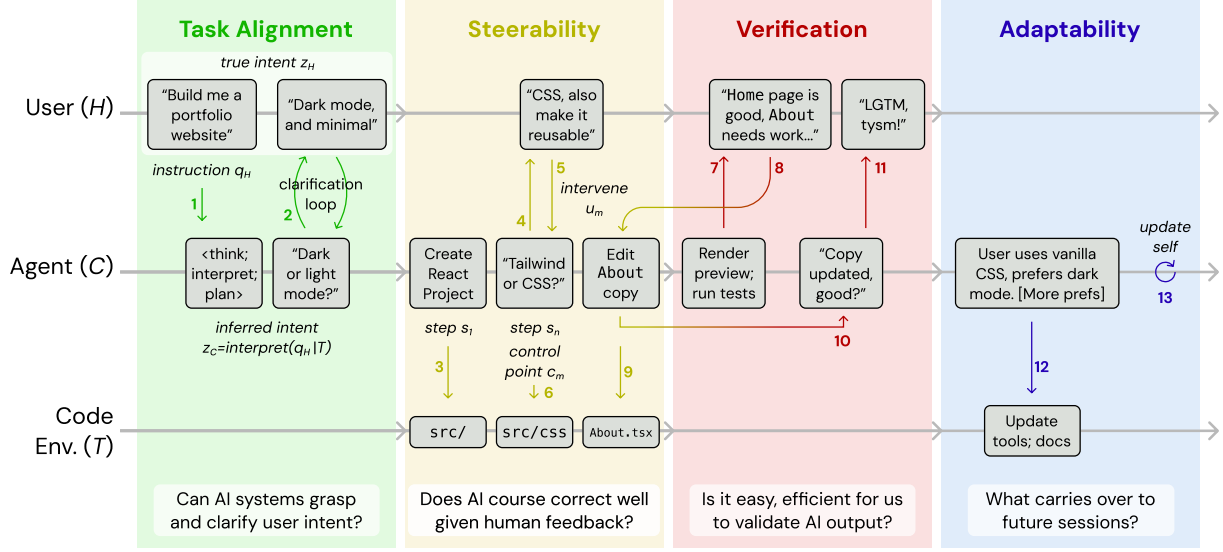 Task Alignment
Steerability
Verification
Adaptability
User (H)
true intent z_H
“Build me a
portfolio
website”
“Dark mode,
and minimal”
“CSS, also
make it
reusable”
“Home page is
good, About
needs work...”
“LGTM,
tysm!”
instruction q_H
1
2
clarification
loop
4
5
intervene
u_m
7
8
11
Agent (C)
<think;
interpret;
plan>
“Dark
or light
mode?”
Create
React
Project
“Tailwind
or CSS?”
Edit
About
copy
Render
preview;
run tests
“Copy
updated,
good?”
User uses vanilla
CSS, prefers dark
mode. [More prefs]
update
self
13
inferred intent
z_C=interpret(q_H|T)
step s_1
step s_n
control
point c_m
3
6
9
10
12
Code
Env. (T)
src/
src/css
About.tsx
Update
tools; docs
Can AI systems grasp
and clarify user intent?
Does AI course correct well
given human feedback?
Is it easy, efficient for us
to validate AI output?
What carries over to
future sessions?